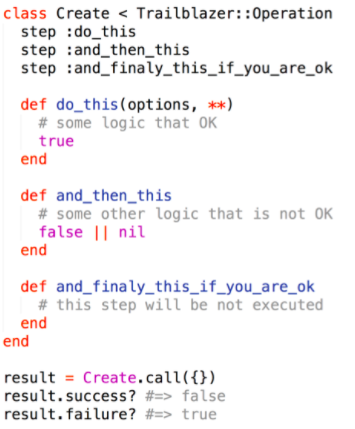 class Create < Trailblazer::Operation
  step :do_this
  step :and_then_this
  step :and_finaly_this_if_you_are_ok

  def do_this(options, **)
    # some logic that OK
    true
  end

  def and_then_this
    # some other logic that is not OK
    false || nil
  end

  def and_finaly_this_if_you_are_ok
    # this step will be not executed
  end
end

result = Create.call({})
result.success? #=> false
result.failure? #=> true